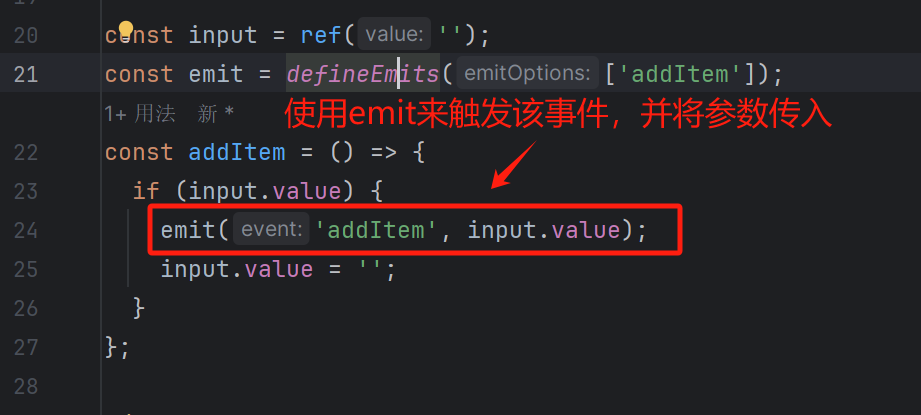 20 const input = ref( value: '');
21 const emit = defineEmits( emitOptions: ['addItem']);
1+ 用法 新 *
使用emit来触发该事件，并将参数传入
22 const addItem = () => {
23 if (input.value) {
24 emit( event: 'addItem', input.value);
25 input.value = '';
26 }
27 };
28